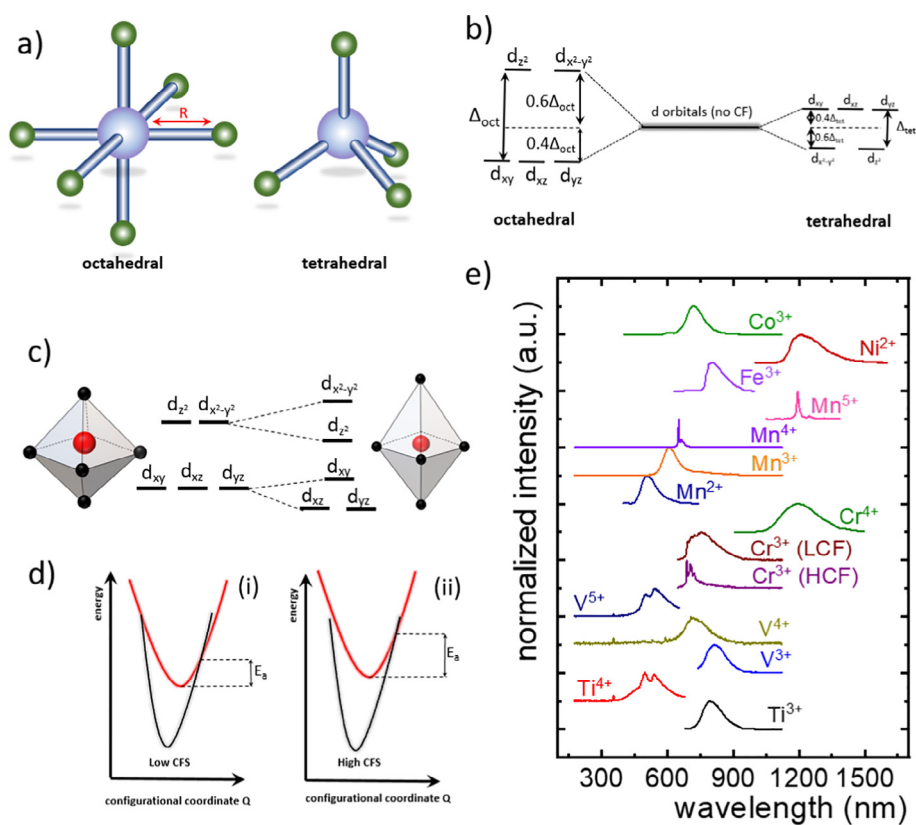 a)
R
octahedral
tetrahedral
b)
d_z²
d_x²-y²
Δ_oct
0.6Δ_oct
0.4Δ_oct
d_xy
d_xz
d_yz
octahedral
d orbitals (no CF)
d_xy
d_xz
d_yz
0.4Δ_tet
0.6Δ_tet
Δ_tet
d_x²-y²
d_z²
tetrahedral
c)
d_z²
d_x²-y²
d_xy
d_xz
d_yz
d_x²-y²
d_z²
d_xy
d_xz
d_yz
d)
energy
(i)
E_a
Low CFS
configurational coordinate Q
energy
(ii)
E_a
High CFS
configurational coordinate Q
e)
normalized intensity (a.u.)
Co³⁺
Ni²⁺
Fe³⁺
Mn⁵⁺
Mn⁴⁺
Mn³⁺
Mn²⁺
Cr⁴⁺
Cr³⁺ (LCF)
Cr³⁺ (HCF)
V⁵⁺
V⁴⁺
V³⁺
Ti⁴⁺
Ti³⁺
300 600 900 1200 1500
wavelength (nm)